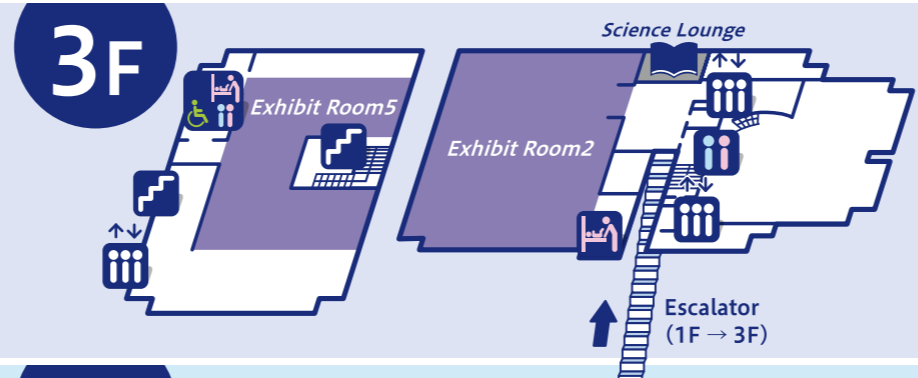 3F
Science Lounge
Exhibit Room5
Exhibit Room2
Escalator
(1F → 3F)